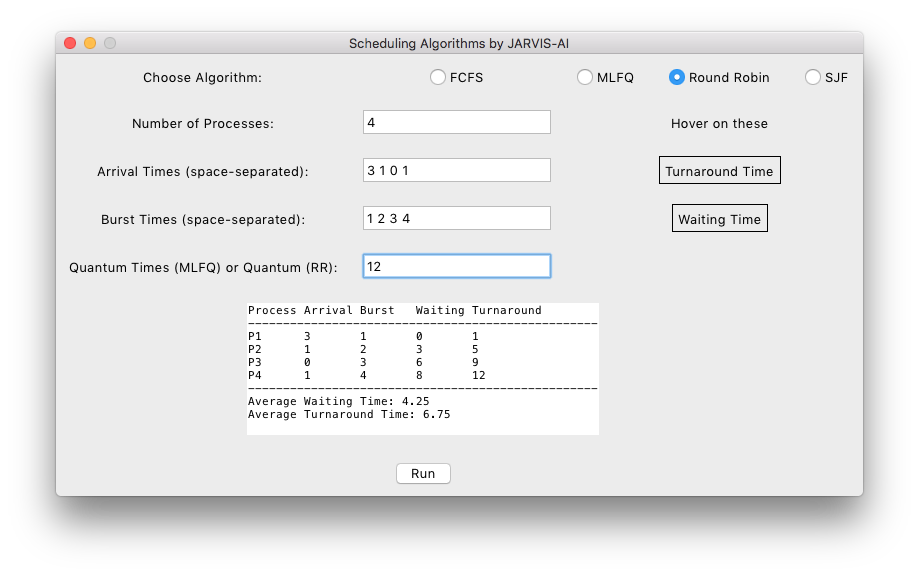 Scheduling Algorithms by JARVIS-AI
Choose Algorithm: FCFS MLFQ Round Robin SJF
Number of Processes: 4 Hover on these
Arrival Times (space-separated): 3 1 0 1 Turnaround Time
Burst Times (space-separated): 1 2 3 4 Waiting Time
Quantum Times (MLFQ) or Quantum (RR): 12
Process Arrival Burst Waiting Turnaround
--------------------------------------------------
P1 3 1 0 1
P2 1 2 3 5
P3 0 3 6 9
P4 1 4 8 12
--------------------------------------------------
Average Waiting Time: 4.25
Average Turnaround Time: 6.75
Run